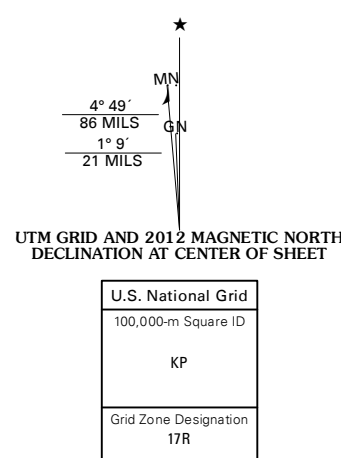 ★
MN
4° 49´
86 MILS
GN
1° 9´
21 MILS
UTM GRID AND 2012 MAGNETIC NORTH
DECLINATION AT CENTER OF SHEET
U.S. National Grid
100,000-m Square ID
KP
Grid Zone Designation
17R